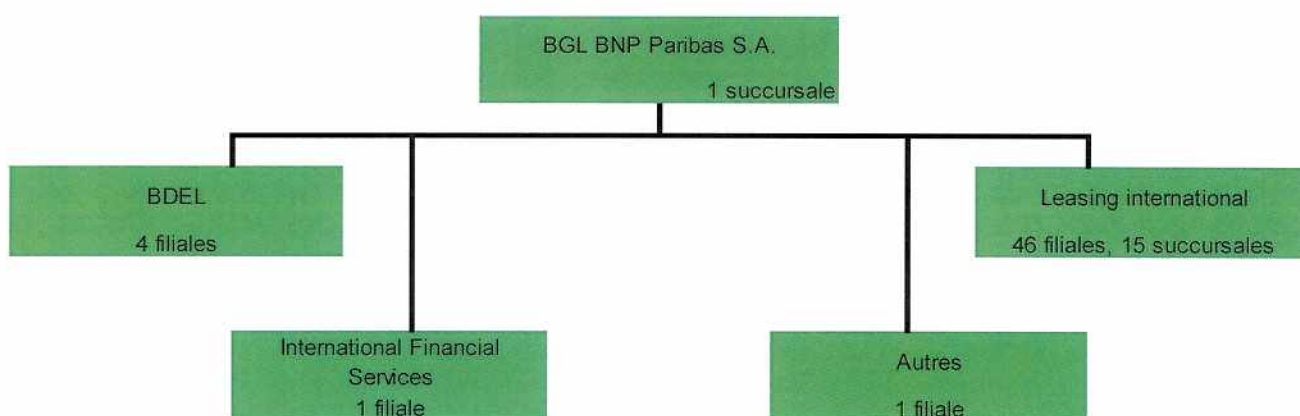 BGL BNP Paribas S.A.
1 succursale
BDEL
4 filiales
Leasing international
46 filiales, 15 succursales
International Financial
Services
1 filiale
Autres
1 filiale